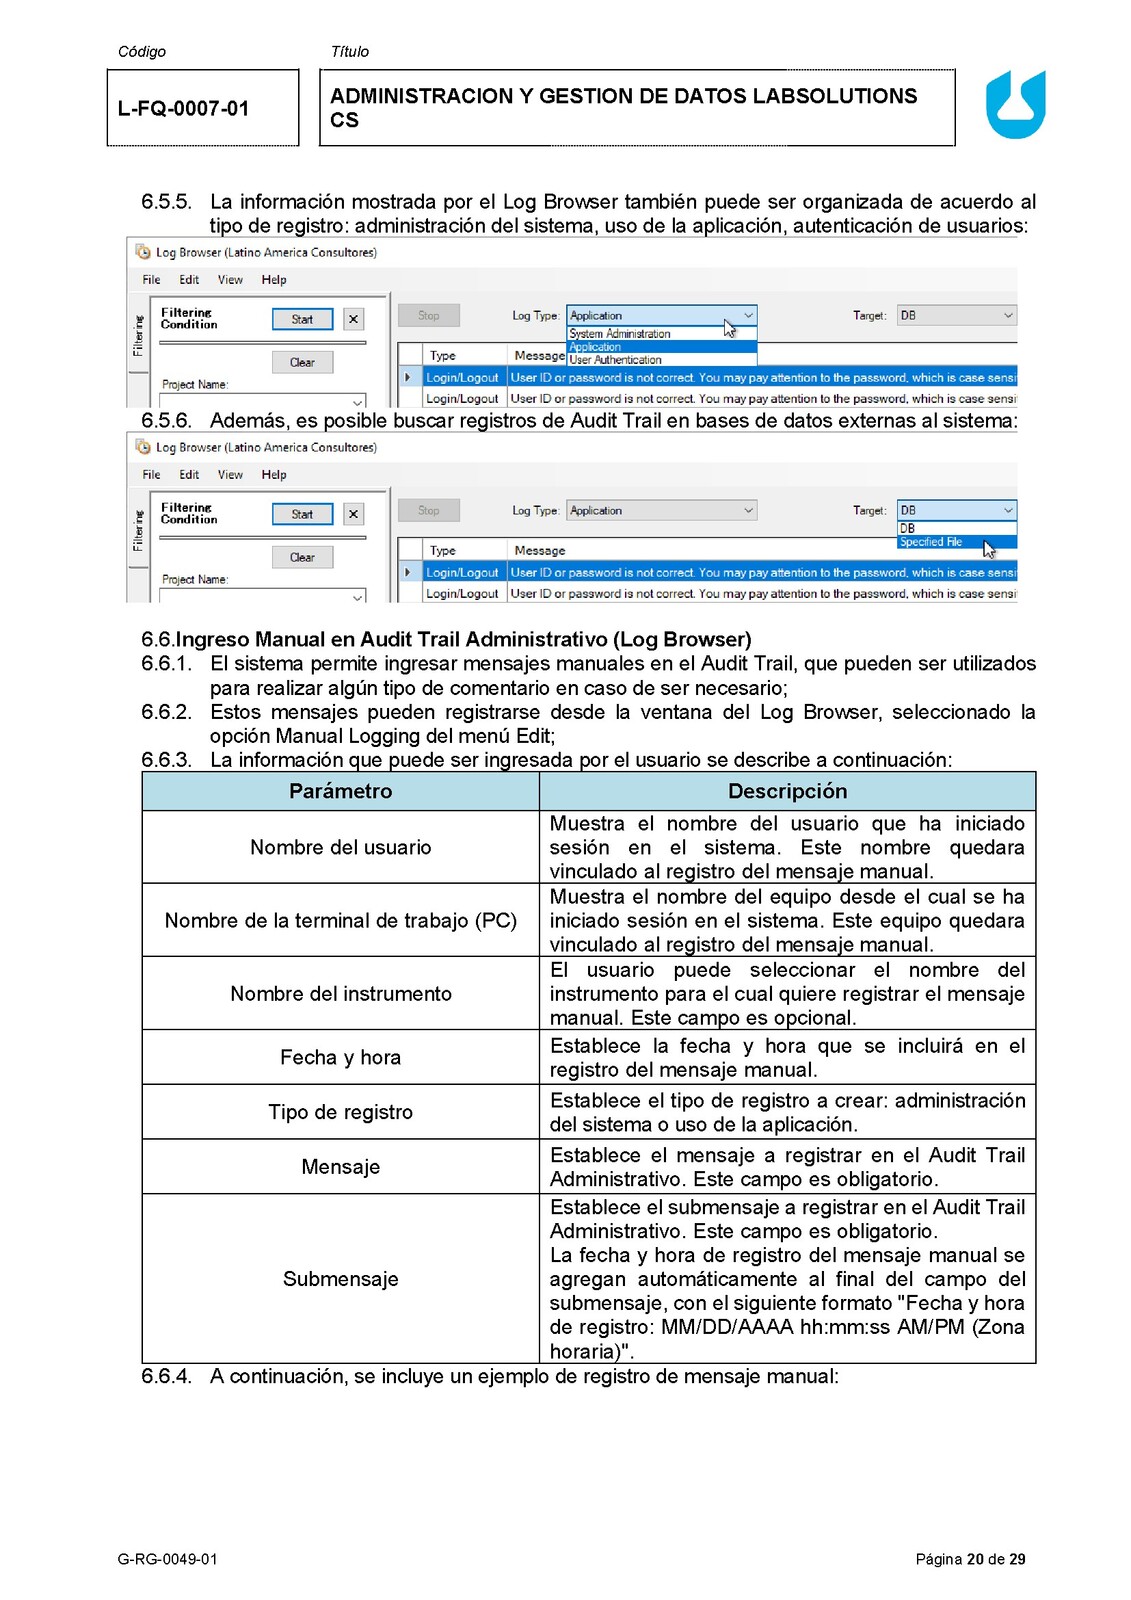 Código
Título
L-FQ-0007-01
ADMINISTRACION Y GESTION DE DATOS LABSOLUTIONS
CS
6.5.5. La información mostrada por el Log Browser también puede ser organizada de acuerdo al
tipo de registro: administración del sistema, uso de la aplicación, autenticación de usuarios:
Log Browser (Latino America Consultores)
File Edit View Help
Filtering
Filtering
Condition
Start
Clear
Project Name:
Stop
Log Type: Application
System Administration
Application
User Authentication
Target: DB
Type Message
Login/Logout User ID or password is not correct. You may pay attention to the password, which is case sensi
Login/Logout User ID or password is not correct. You may pay attention to the password, which is case sensi
6.5.6. Además, es posible buscar registros de Audit Trail en bases de datos externas al sistema:
Log Browser (Latino America Consultores)
File Edit View Help
Filtering
Filtering
Condition
Start
Clear
Project Name:
Stop
Log Type: Application
Target: DB
DB
Specified File
Type Message
Login/Logout User ID or password is not correct. You may pay attention to the password, which is case sensi
Login/Logout User ID or password is not correct. You may pay attention to the password, which is case sensi
6.6.Ingreso Manual en Audit Trail Administrativo (Log Browser)
6.6.1. El sistema permite ingresar mensajes manuales en el Audit Trail, que pueden ser utilizados
para realizar algún tipo de comentario en caso de ser necesario;
6.6.2. Estos mensajes pueden registrarse desde la ventana del Log Browser, seleccionado la
opción Manual Logging del menú Edit;
6.6.3. La información que puede ser ingresada por el usuario se describe a continuación:
Parámetro Descripción
Nombre del usuario
Muestra el nombre del usuario que ha iniciado
sesión en el sistema. Este nombre quedara
vinculado al registro del mensaje manual.
Nombre de la terminal de trabajo (PC)
Muestra el nombre del equipo desde el cual se ha
iniciado sesión en el sistema. Este equipo quedara
vinculado al registro del mensaje manual.
Nombre del instrumento
El usuario puede seleccionar el nombre del
instrumento para el cual quiere registrar el mensaje
manual. Este campo es opcional.
Fecha y hora
Establece la fecha y hora que se incluirá en el
registro del mensaje manual.
Tipo de registro
Establece el tipo de registro a crear: administración
del sistema o uso de la aplicación.
Mensaje
Establece el mensaje a registrar en el Audit Trail
Administrativo. Este campo es obligatorio.
Submensaje
Establece el submensaje a registrar en el Audit Trail
Administrativo. Este campo es obligatorio.
La fecha y hora de registro del mensaje manual se
agregan automáticamente al final del campo del
submensaje, con el siguiente formato "Fecha y hora
de registro: MM/DD/AAAA hh:mm:ss AM/PM (Zona
horaria)".
6.6.4. A continuación, se incluye un ejemplo de registro de mensaje manual:
G-RG-0049-01
Página 20 de 29